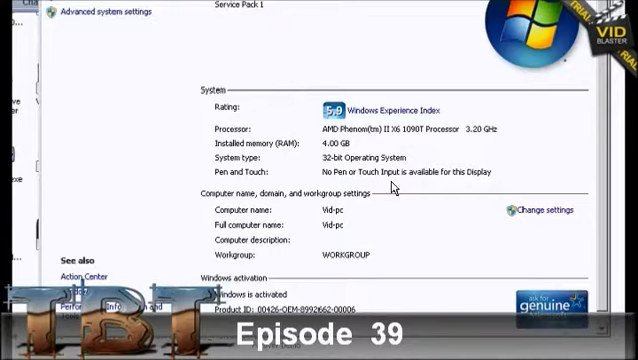 Advanced system settings
Service Pack 1
TRIAL
VID
BLASTER
TRIAL
System
Rating:
5,9 Windows Experience Index
Processor: AMD Phenom(tm) II X6 1090T Processor 3.20 GHz
Installed memory (RAM): 4.00 GB
System type: 32-bit Operating System
Pen and Touch: No Pen or Touch Input is available for this Display
Computer name, domain, and workgroup settings
Computer name: Vid-pc
Change settings
Full computer name: Vid-pc
Computer description:
Workgroup: WORKGROUP
See also
Action Center
Windows activation
Windows is activated
Product ID: 00426-OEM-8992662-00006
ask for
genuine
TBT
Episode 39